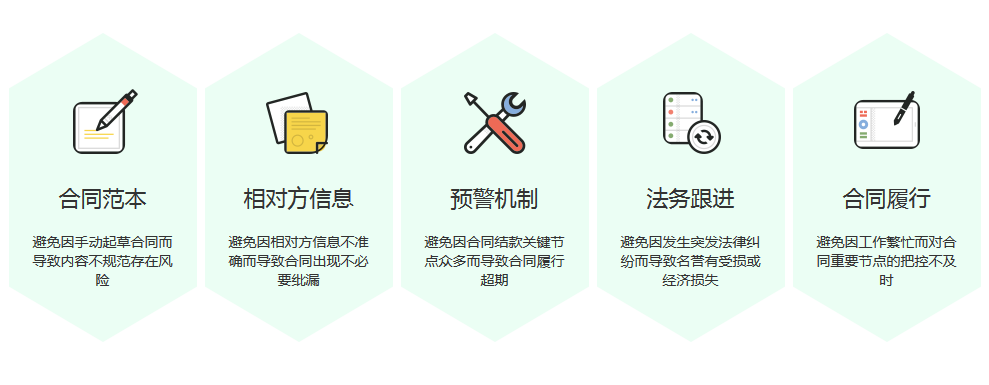 合同范本
避免因手动起草合同而
导致内容不规范存在风
险
相对方信息
避免因相对方信息不准
确而导致合同出现不必
要纰漏
预警机制
避免因合同结款关键节
点众多而导致合同履行
超期
法务跟进
避免因发生突发法律纠
纷而导致名誉有受损或
经济损失
合同履行
避免因工作繁忙而对合
同重要节点的把控不及
时